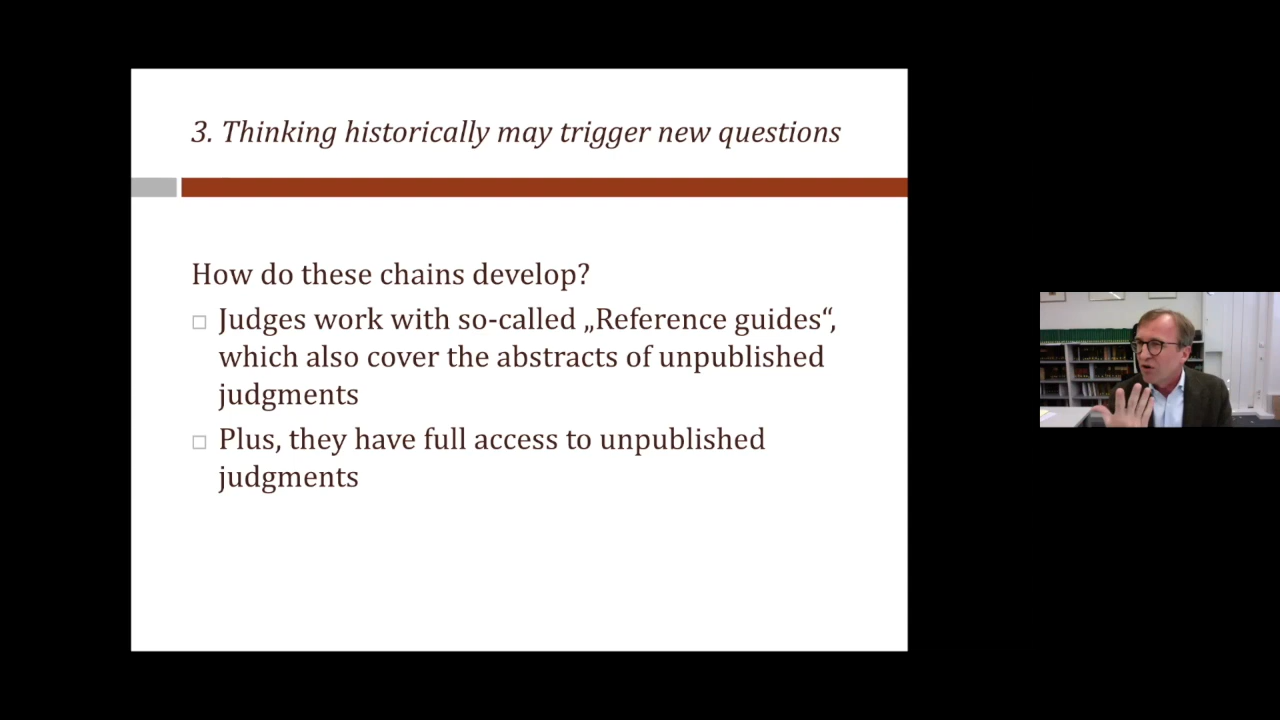 3. Thinking historically may trigger new questions
How do these chains develop?
Judges work with so-called „Reference guides“,
which also cover the abstracts of unpublished
judgments
Plus, they have full access to unpublished
judgments